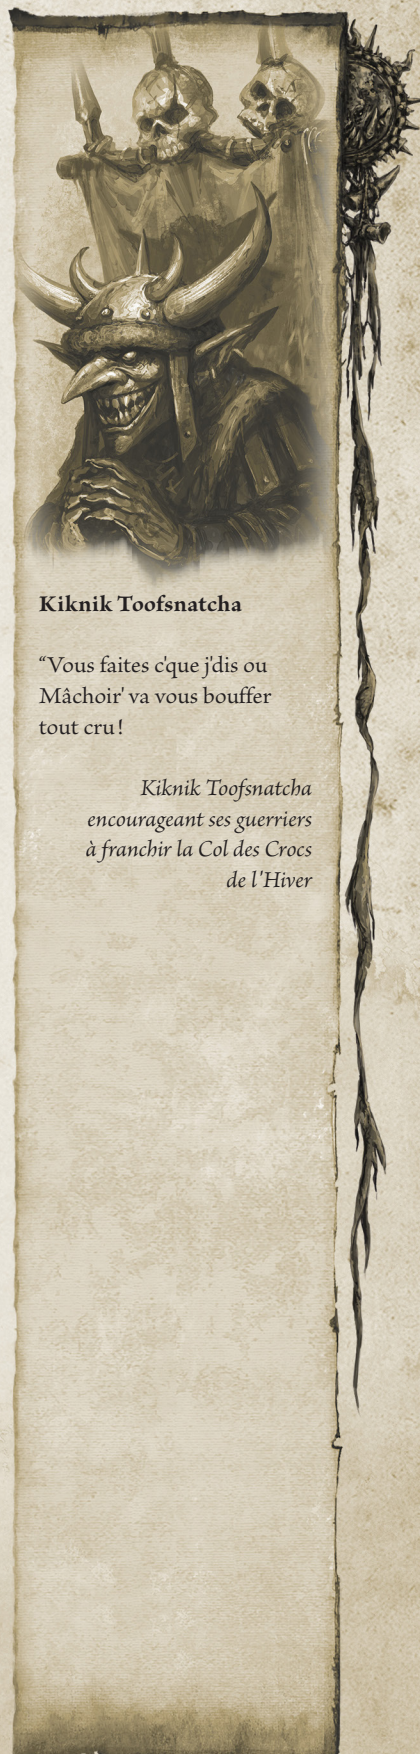 Kiknik Toofsnatcha
“Vous faites c'que j'dis ou
Mâchoir' va vous bouffer
tout cru !
Kiknik Toofsnatcha
encourageant ses guerriers
à franchir la Col des Crocs
de l'Hiver